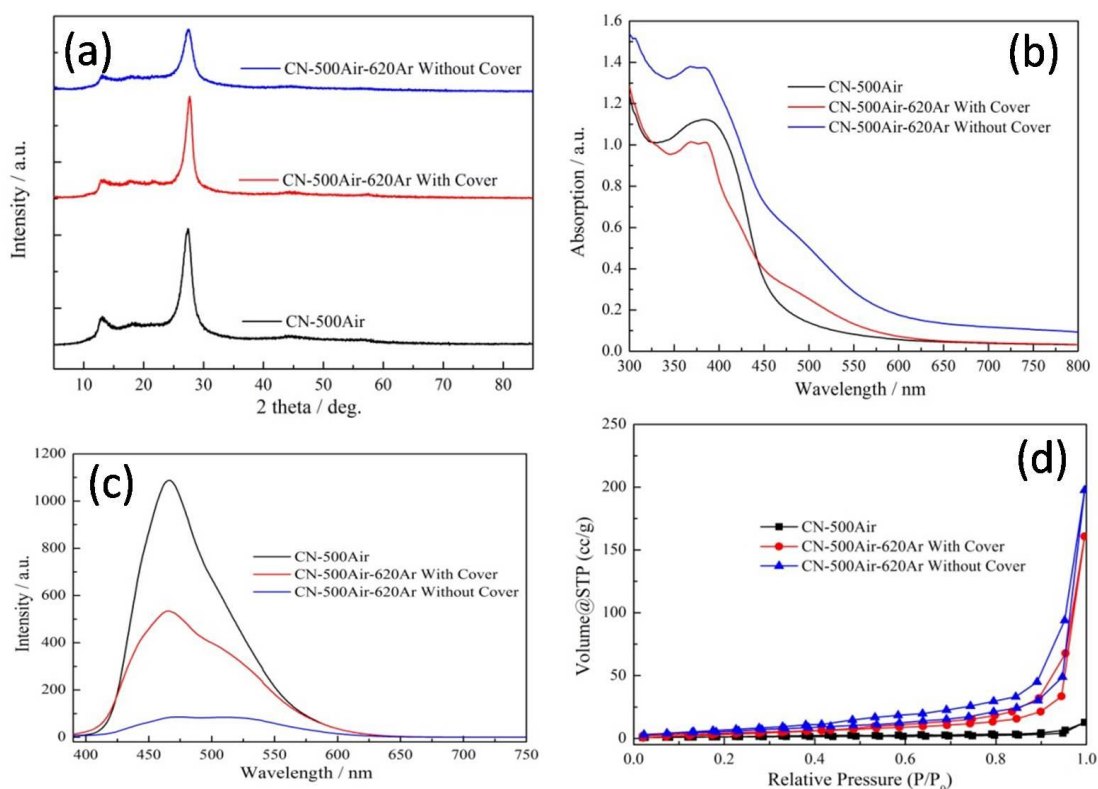 (a)
CN-500Air-620Ar Without Cover
CN-500Air-620Ar With Cover
CN-500Air
Intensity / a.u.
10 20 30 40 50 60 70 80
2 theta / deg.
(b)
CN-500Air
CN-500Air-620Ar With Cover
CN-500Air-620Ar Without Cover
Absorption / a.u.
1.6
1.4
1.2
1.0
0.8
0.6
0.4
0.2
0.0
300 350 400 450 500 550 600 650 700 750 800
Wavelength / nm
(c)
CN-500Air
CN-500Air-620Ar With Cover
CN-500Air-620Ar Without Cover
Intensity / a.u.
1200
1000
800
600
400
200
0
400 450 500 550 600 650 700 750
Wavelength / nm
(d)
CN-500Air
CN-500Air-620Ar With Cover
CN-500Air-620Ar Without Cover
Volume@STP (cc/g)
250
200
150
100
50
0
0.0 0.2 0.4 0.6 0.8 1.0
Relative Pressure (P/P₀)